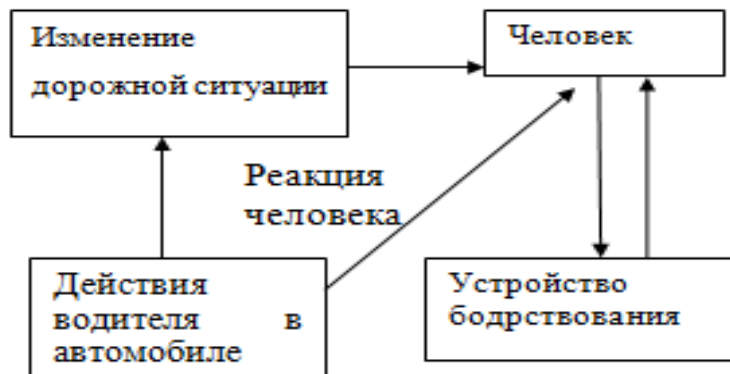 Изменение
дорожной ситуации
Человек
Реакция
человека
Действия
водителя в
автомобиле
Устройство
бодрствования